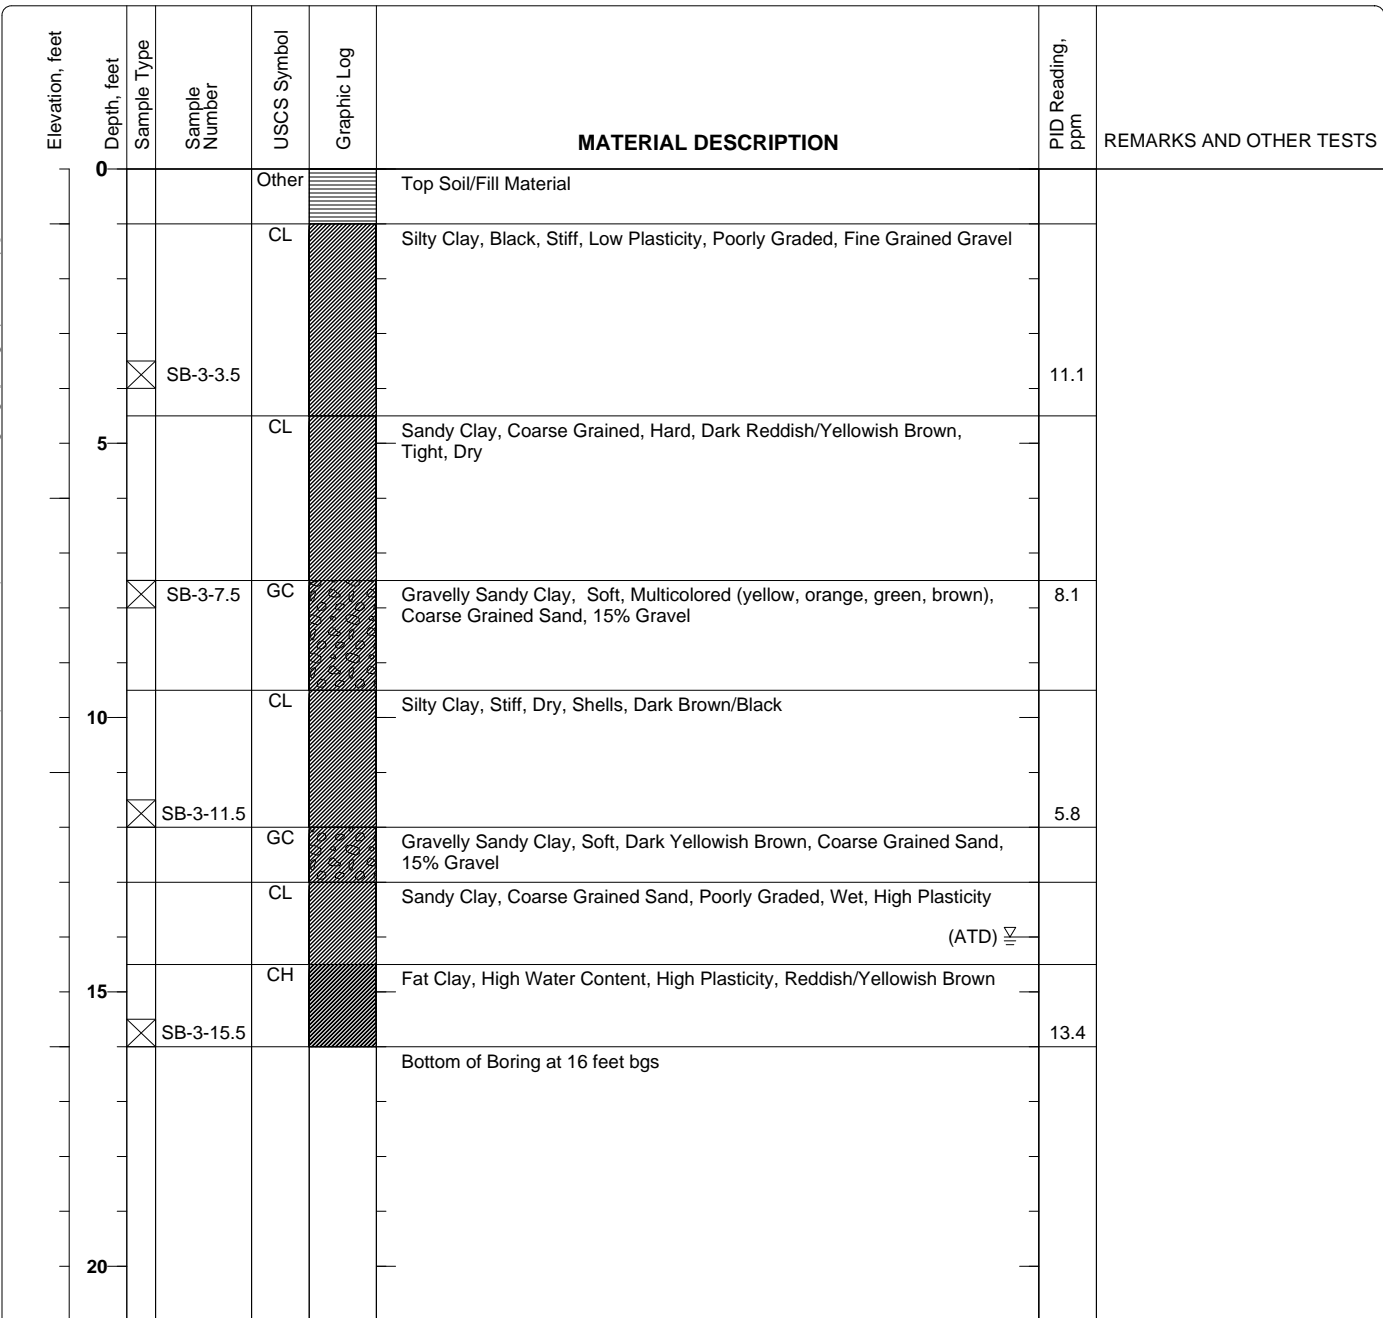 Elevation, feet
Depth, feet
Sample Type
Sample
Number
USCS Symbol
Graphic Log
MATERIAL DESCRIPTION
PID Reading,
ppm
REMARKS AND OTHER TESTS
0
Other
Top Soil/Fill Material
CL
Silty Clay, Black, Stiff, Low Plasticity, Poorly Graded, Fine Grained Gravel
SB-3-3.5
11.1
CL
Sandy Clay, Coarse Grained, Hard, Dark Reddish/Yellowish Brown,
Tight, Dry
5
SB-3-7.5
GC
Gravelly Sandy Clay, Soft, Multicolored (yellow, orange, green, brown),
Coarse Grained Sand, 15% Gravel
8.1
CL
Silty Clay, Stiff, Dry, Shells, Dark Brown/Black
10
SB-3-11.5
5.8
GC
Gravelly Sandy Clay, Soft, Dark Yellowish Brown, Coarse Grained Sand,
15% Gravel
CL
Sandy Clay, Coarse Grained Sand, Poorly Graded, Wet, High Plasticity
(ATD)
CH
Fat Clay, High Water Content, High Plasticity, Reddish/Yellowish Brown
15
SB-3-15.5
13.4
Bottom of Boring at 16 feet bgs
20